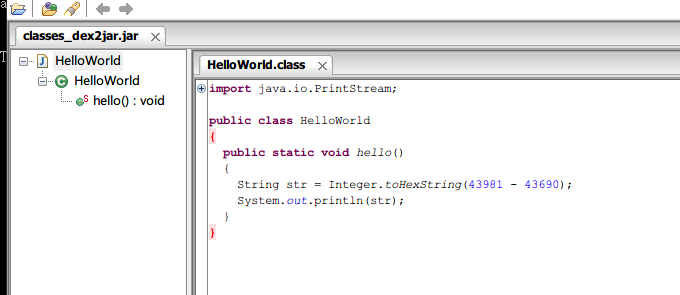 classes_dex2jar.jar
HelloWorld
HelloWorld
hello() : void
HelloWorld.class
import java.io.PrintStream;
public class HelloWorld
{
public static void hello()
{
String str = Integer.toHexString(43981 - 43690);
System.out.println(str);
}
}